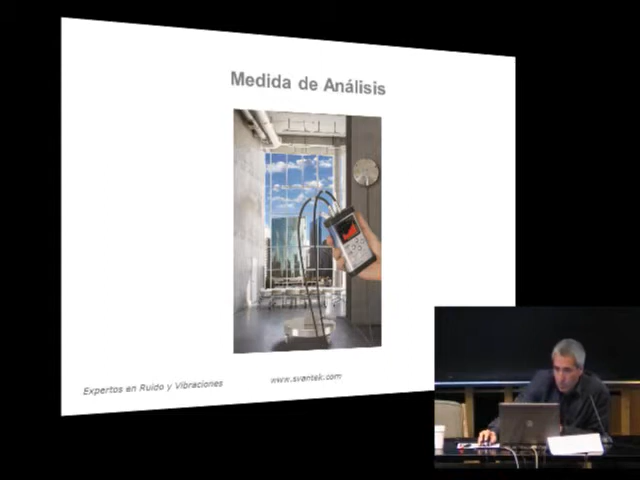 Medida de Análisis
Expertos en Ruido y Vibraciones
www.svantek.com